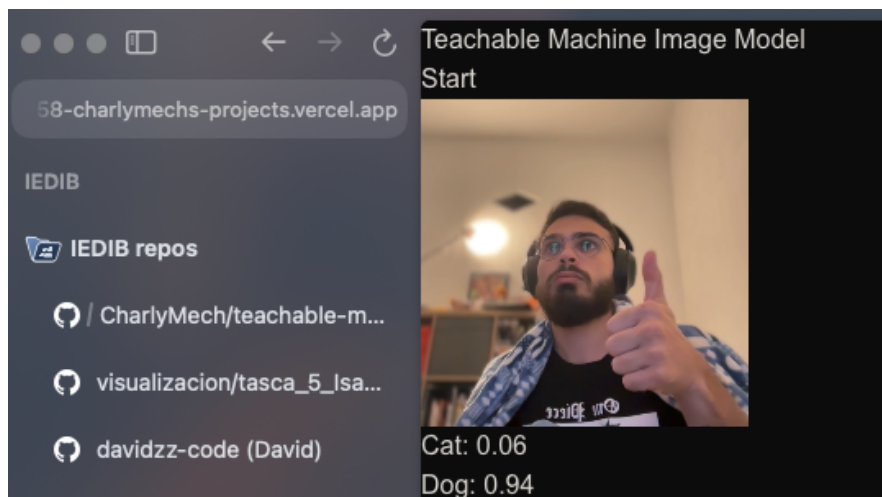 Teachable Machine Image Model
Start
58-charlymechs-projects.vercel.app
IEDIB
IEDIB repos
/ CharlyMech/teachable-m...
visualizacion/tasca_5_Isa...
davidzz-code (David)
Cat: 0.06
Dog: 0.94